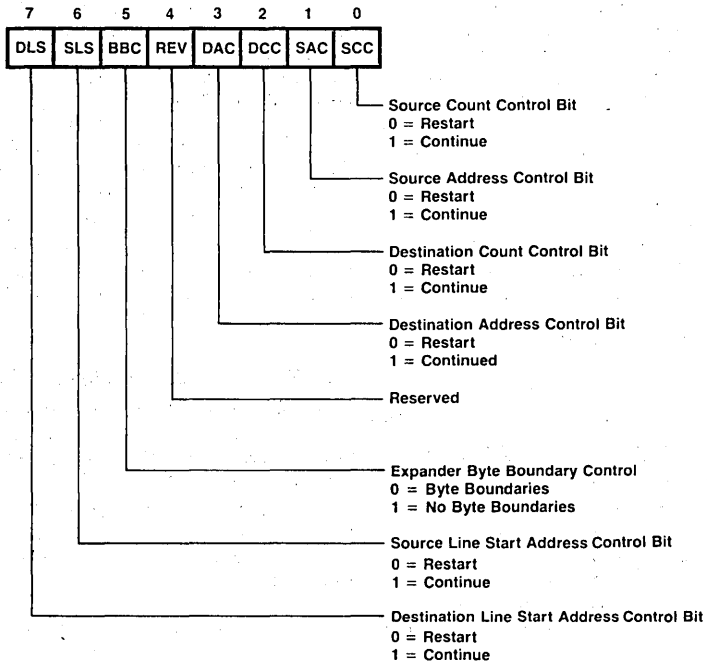 7 6 5 4 3 2 1 0
DLS SLS BBC REV DAC DCC SAC SCC
Source Count Control Bit
0 = Restart
1 = Continue
Source Address Control Bit
0 = Restart
1 = Continue
Destination Count Control Bit
0 = Restart
1 = Continue
Destination Address Control Bit
0 = Restart
1 = Continued
Reserved
Expander Byte Boundary Control
0 = Byte Boundaries
1 = No Byte Boundaries
Source Line Start Address Control Bit
0 = Restart
1 = Continue
Destination Line Start Address Control Bit
0 = Restart
1 = Continue